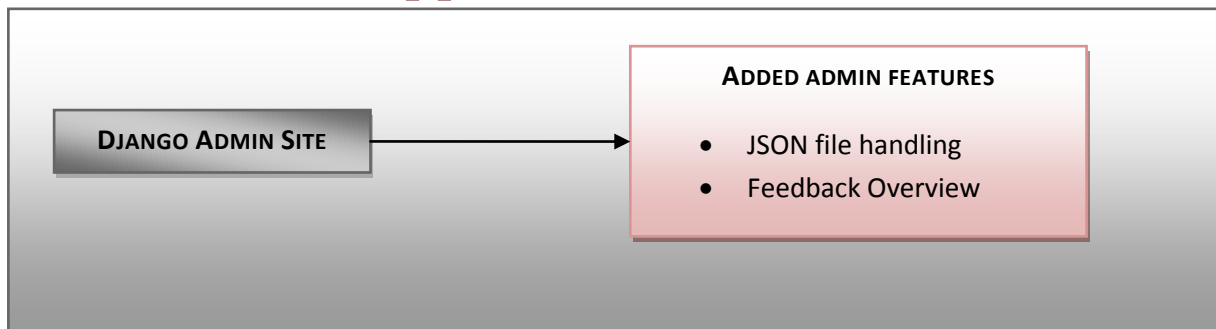 DJANGO ADMIN SITE
ADDED ADMIN FEATURES
• JSON file handling
• Feedback Overview